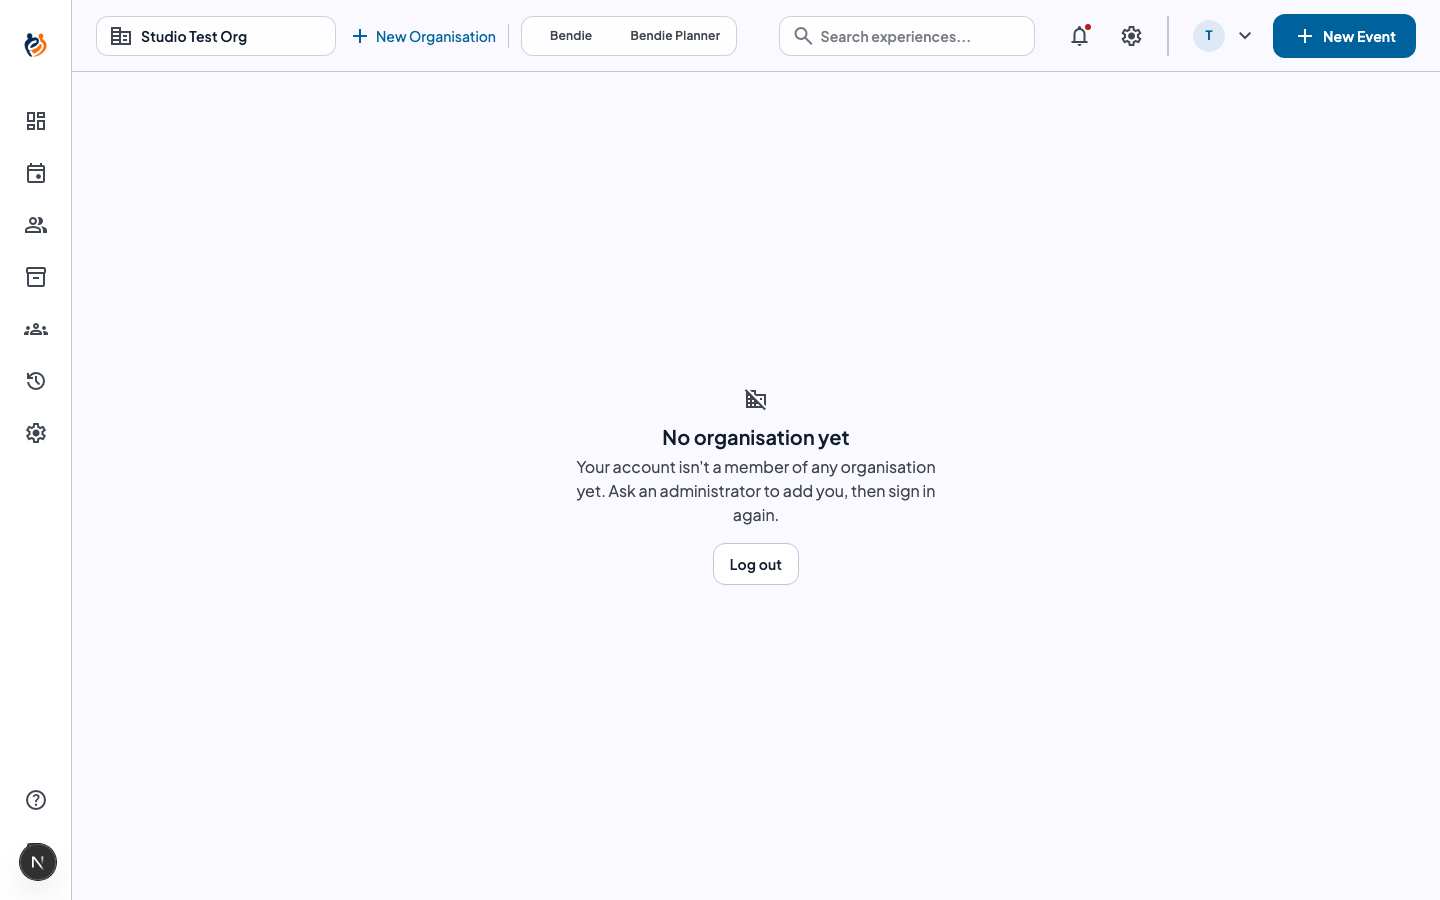 Studio Test Org
New Organisation
Bendie
Bendie Planner
Search experiences...
T
New Event
No organisation yet
Your account isn't a member of any organisation
yet. Ask an administrator to add you, then sign in
again.
Log out
N